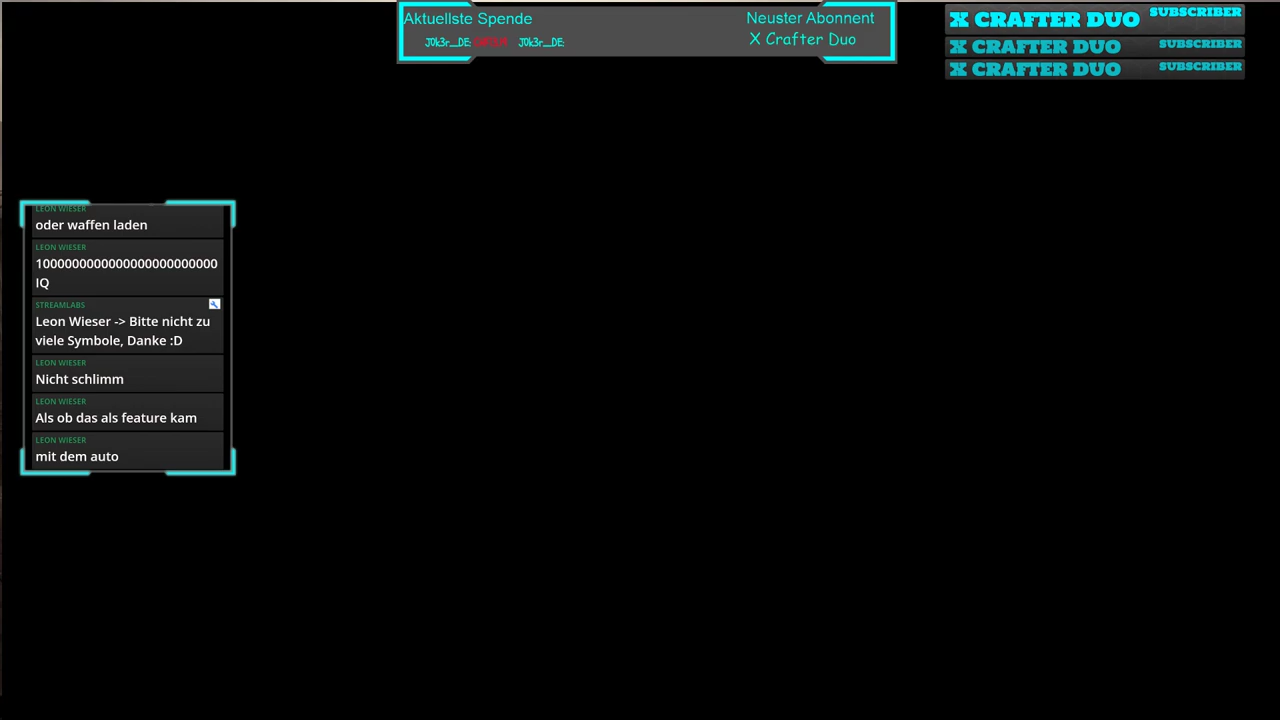 Aktuellste Spende
J0k3r_DE: J0k3r_DE:
Neuster Abonnent
X Crafter Duo
X CRAFTER DUO SUBSCRIBER
X CRAFTER DUO SUBSCRIBER
X CRAFTER DUO SUBSCRIBER
LEON WIESER
oder waffen laden
LEON WIESER
IQ
STREAMLABS
Leon Wieser -> Bitte nicht zu
viele Symbole, Danke :D
LEON WIESER
Nicht schlimm
LEON WIESER
Als ob das als feature kam
LEON WIESER
mit dem auto